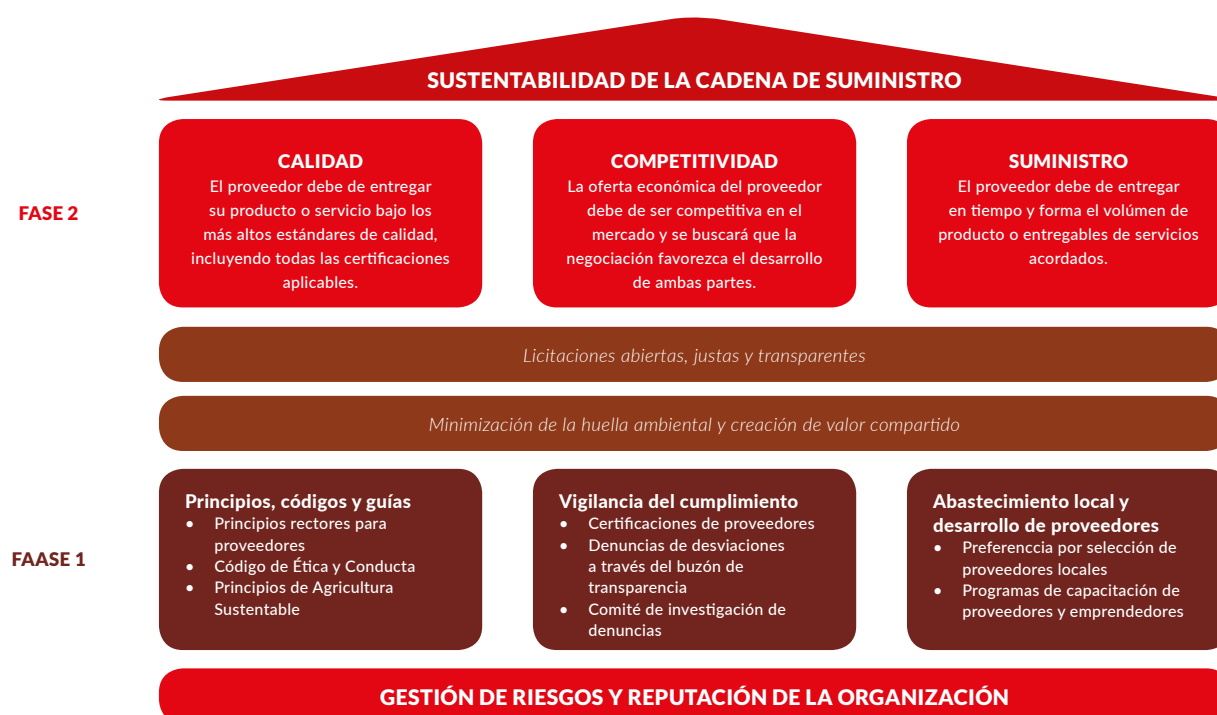 SUSTENTABILIDAD DE LA CADENA DE SUMINISTRO
FASE 2
CALIDAD
El proveedor debe de entregar
su producto o servicio bajo los
más altos estándares de calidad,
incluyendo todas las certificaciones
aplicables.
COMPETITIVIDAD
La oferta económica del proveedor
debe de ser competitiva en el
mercado y se buscará que la
negociación favorezca el desarrollo
de ambas partes.
SUMINISTRO
El proveedor debe de entregar
en tiempo y forma el volúmen de
producto o entregables de servicios
acordados.
Licitaciones abiertas, justas y transparentes
Minimización de la huella ambiental y creación de valor compartido
FAASE 1
Principios, códigos y guías
• Principios rectores para
proveedores
• Código de Ética y Conducta
• Principios de Agricultura
Sustentable
Vigilancia del cumplimiento
• Certificaciones de proveedores
• Denuncias de desviaciones
a través del buzón de
transparencia
• Comité de investigación de
denuncias
Abastecimiento local y
desarrollo de proveedores
• Preferenccia por selección de
proveedores locales
• Programas de capacitación de
proveedores y emprendedores
GESTIÓN DE RIESGOS Y REPUTACIÓN DE LA ORGANIZACIÓN